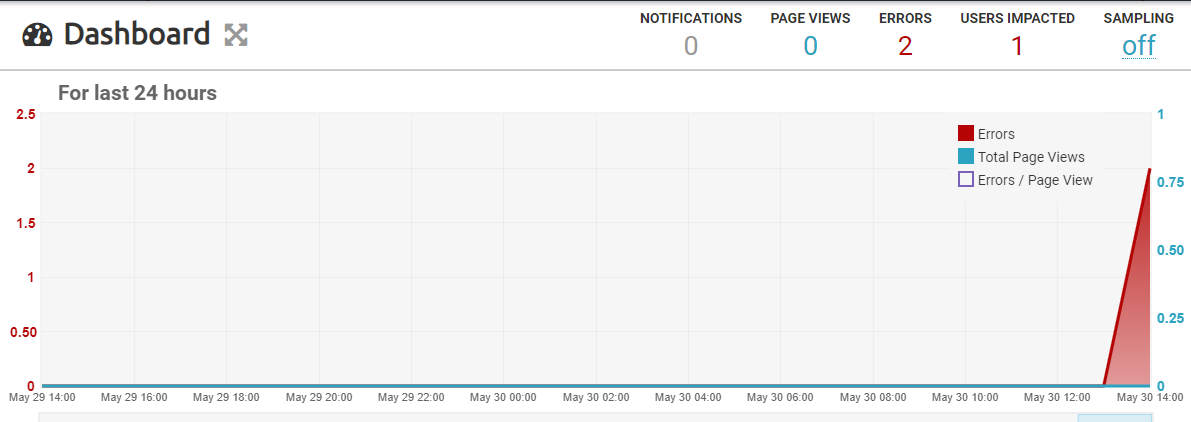 Dashboard
NOTIFICATIONS PAGE VIEWS ERRORS USERS IMPACTED SAMPLING
0 0 2 1 off
For last 24 hours
2.5 1
Errors
Total Page Views
2
Errors / Page View
0.75
1.5
0.50
1
0.50 0.25
0 0
May 29 14:00 May 29 16:00 May 29 18:00 May 29 20:00 May 29 22:00 May 30 00:00 May 30 02:00 May 30 04:00 May 30 06:00 May 30 08:00 May 30 10:00 May 30 12:00 May 30 14:00